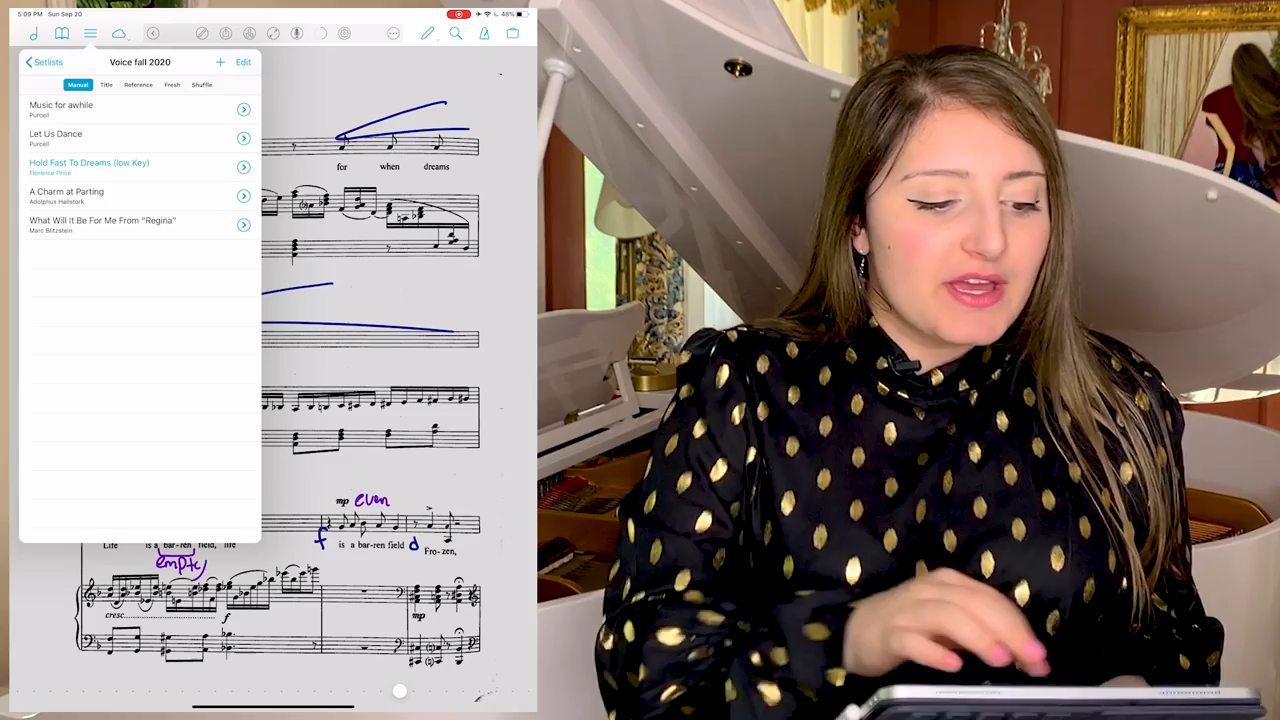 5:09 PM Sun Sep 20
48%
Setlists
Voice fall 2020
Edit
Manual
Title
Reference
Fresh
Shuffle
Music for awhile
Purcell
Let Us Dance
Purcell
Hold Fast To Dreams (low Key)
Florence Price
A Charm at Parting
Adolphus Hailstork
What Will It Be For Me From "Regina"
Marc Blitzstein
for when dreams
mp even
Life is a bar-ren field, life
f is a bar-ren field d Fro-zen,
empty
cresc. f mp